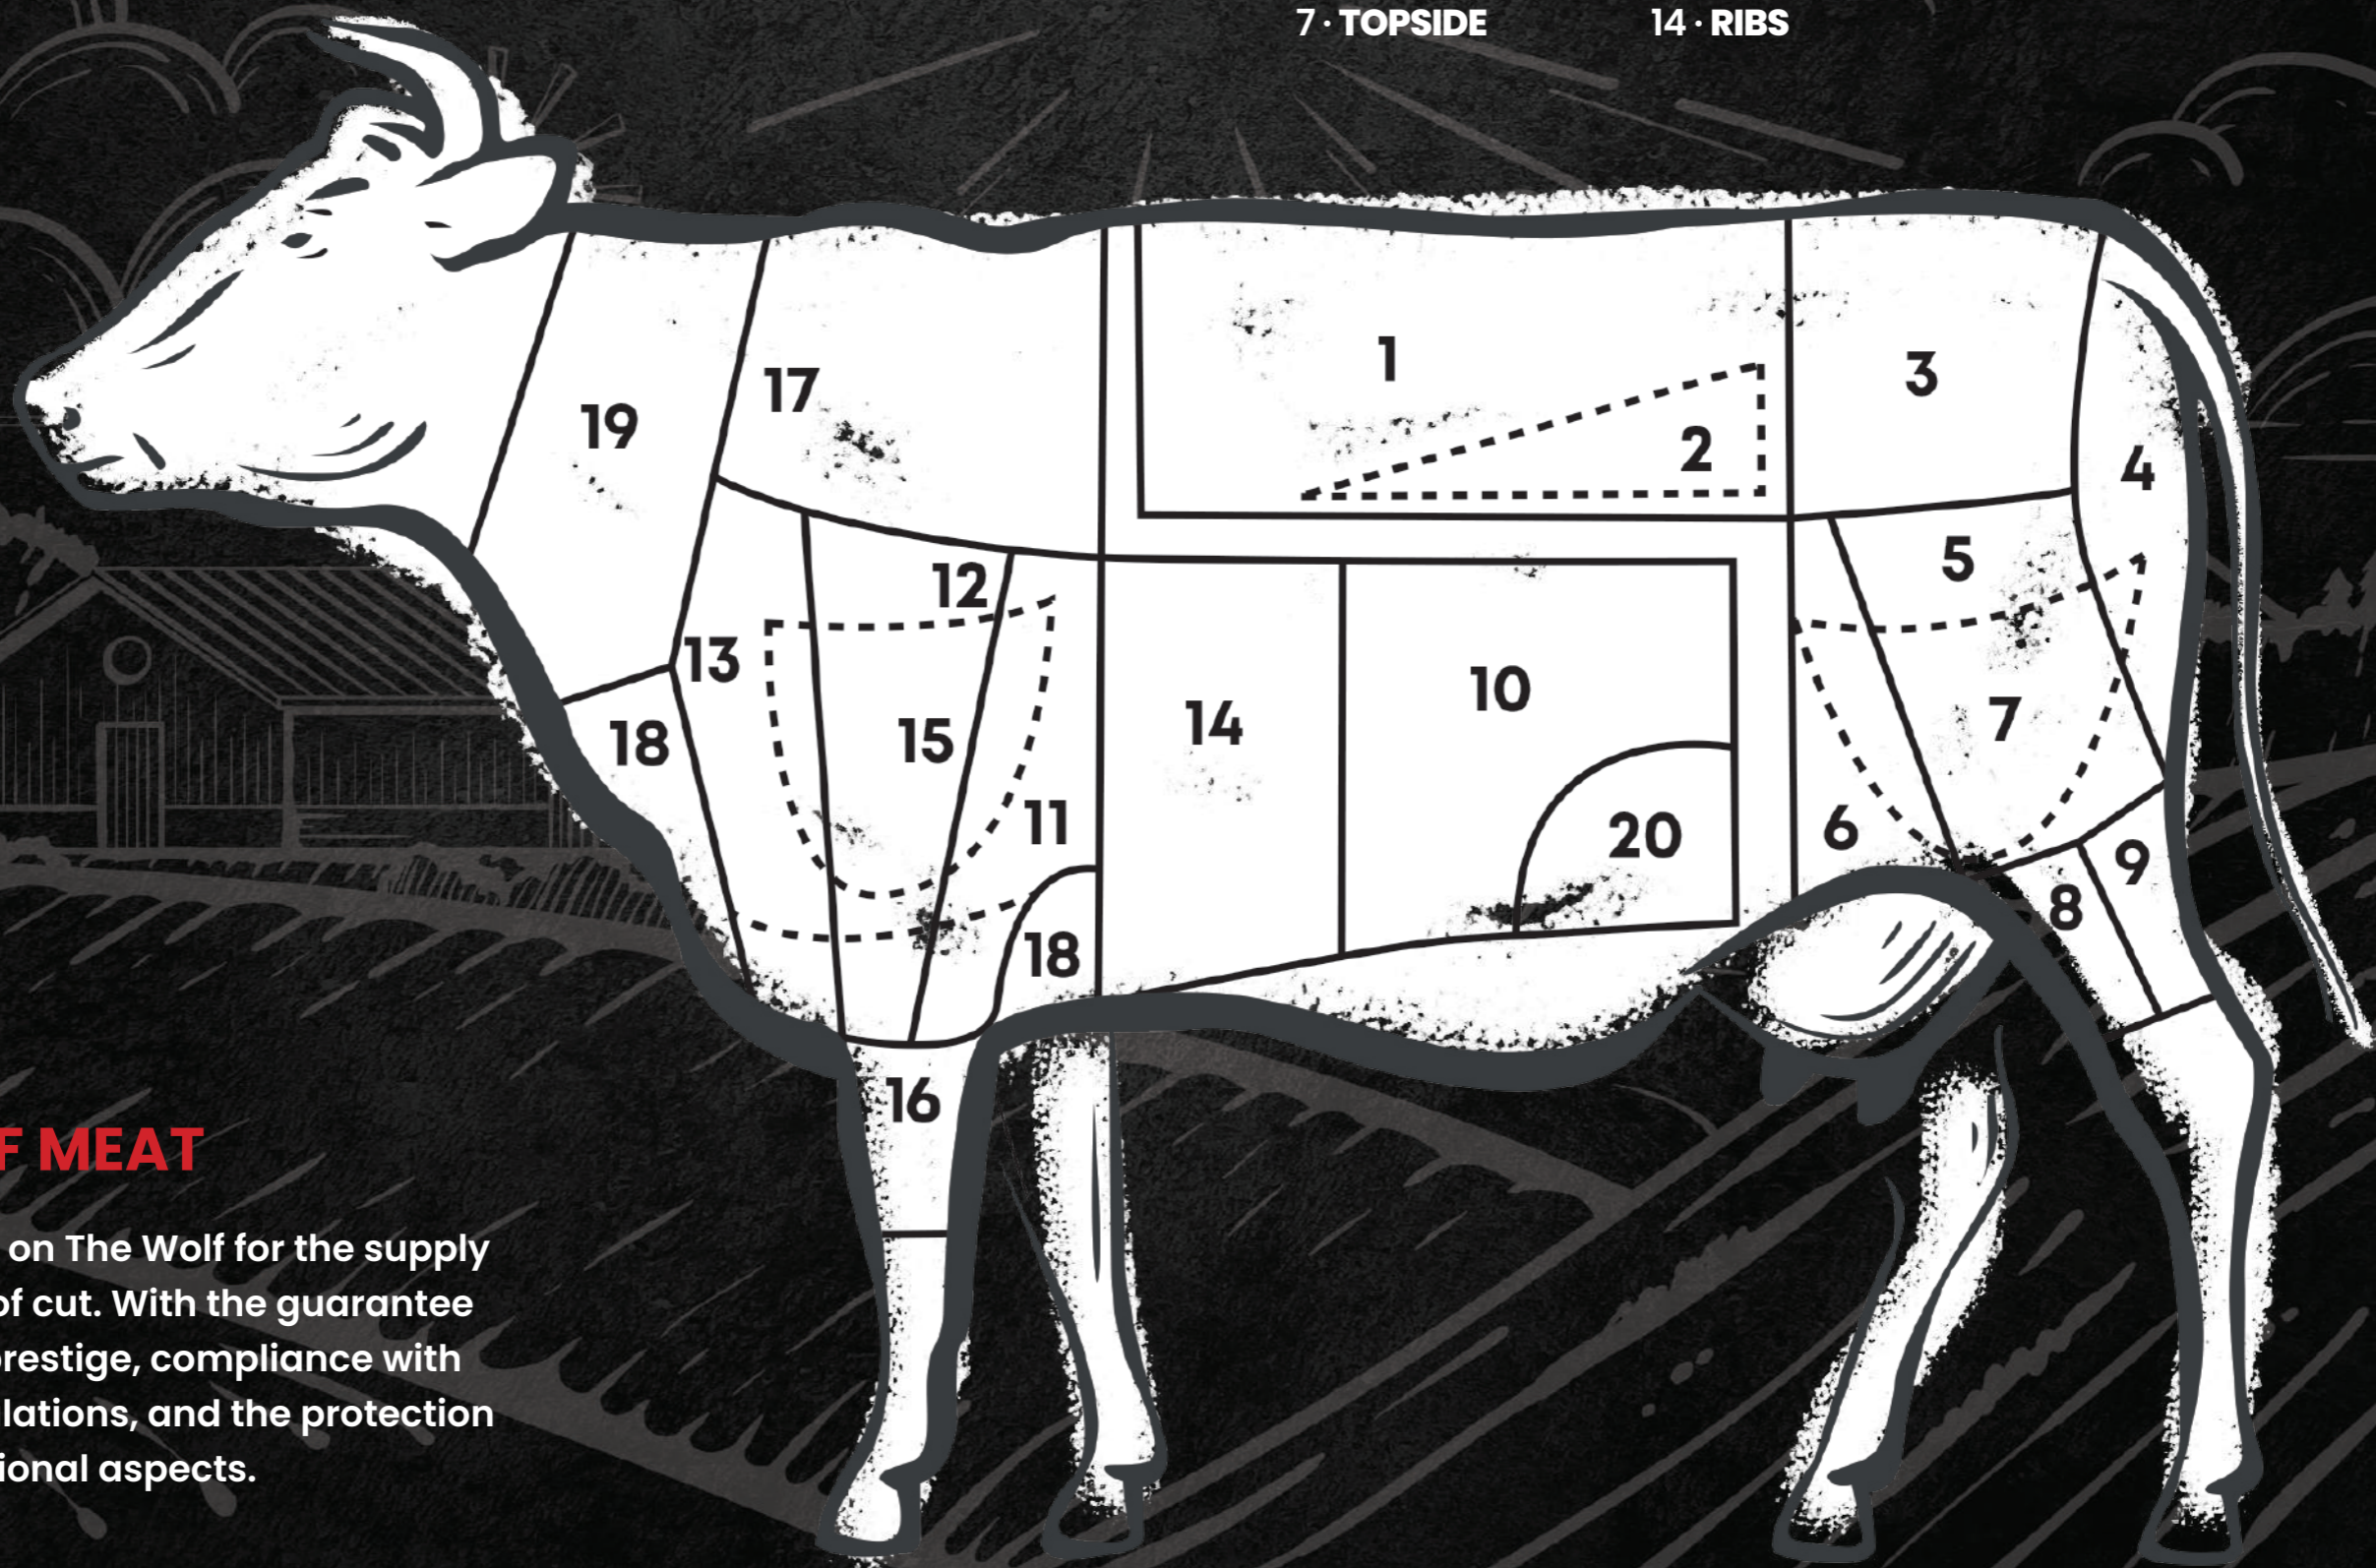 7 · TOPSIDE
14 · RIBS
1
3
17
19
2
4
5
12
13
10
7
14
15
18
11
6
20
9
8
18
16
F MEAT
on The Wolf for the supply
of cut. With the guarantee
restige, compliance with
lations, and the protection
ional aspects.